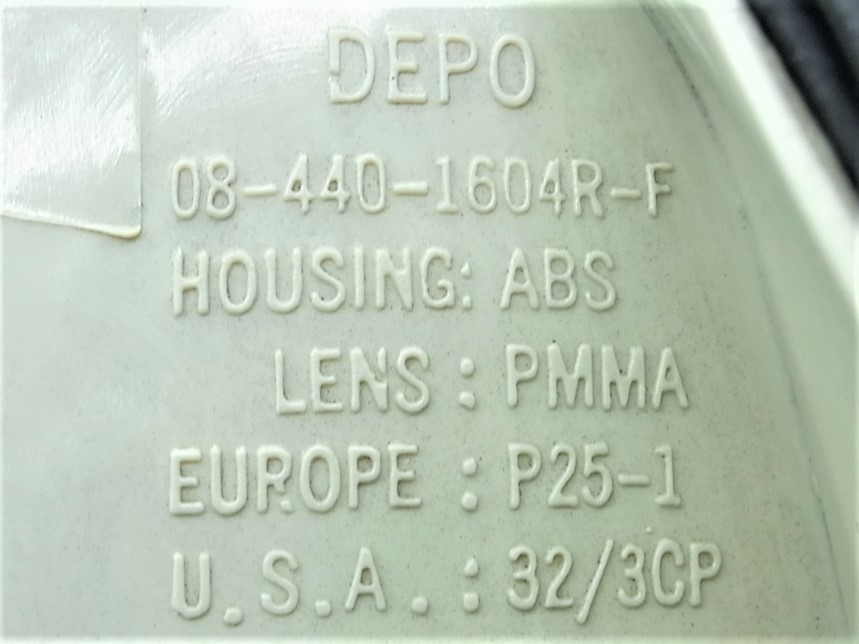 DEPO
08-440-1604R-F
HOUSING: ABS
LENS : PMMA
EUROPE : P25-1
U.S.A. : 32/3CP